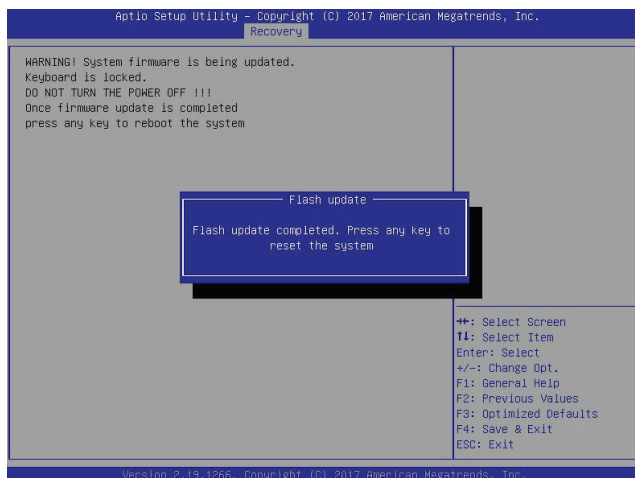 Aptio Setup Utility – Copyright (C) 2017 American Megatrends, Inc.
Recovery
WARNING! System firmware is being updated.
Keyboard is locked.
DO NOT TURN THE POWER OFF !!!
Once firmware update is completed
press any key to reboot the system
Flash update
Flash update completed. Press any key to
reset the system
→←: Select Screen
↑↓: Select Item
Enter: Select
+/-: Change Opt.
F1: General Help
F2: Previous Values
F3: Optimized Defaults
F4: Save & Exit
ESC: Exit
Version 2.19.1266. Copyright (C) 2017 American Megatrends, Inc.